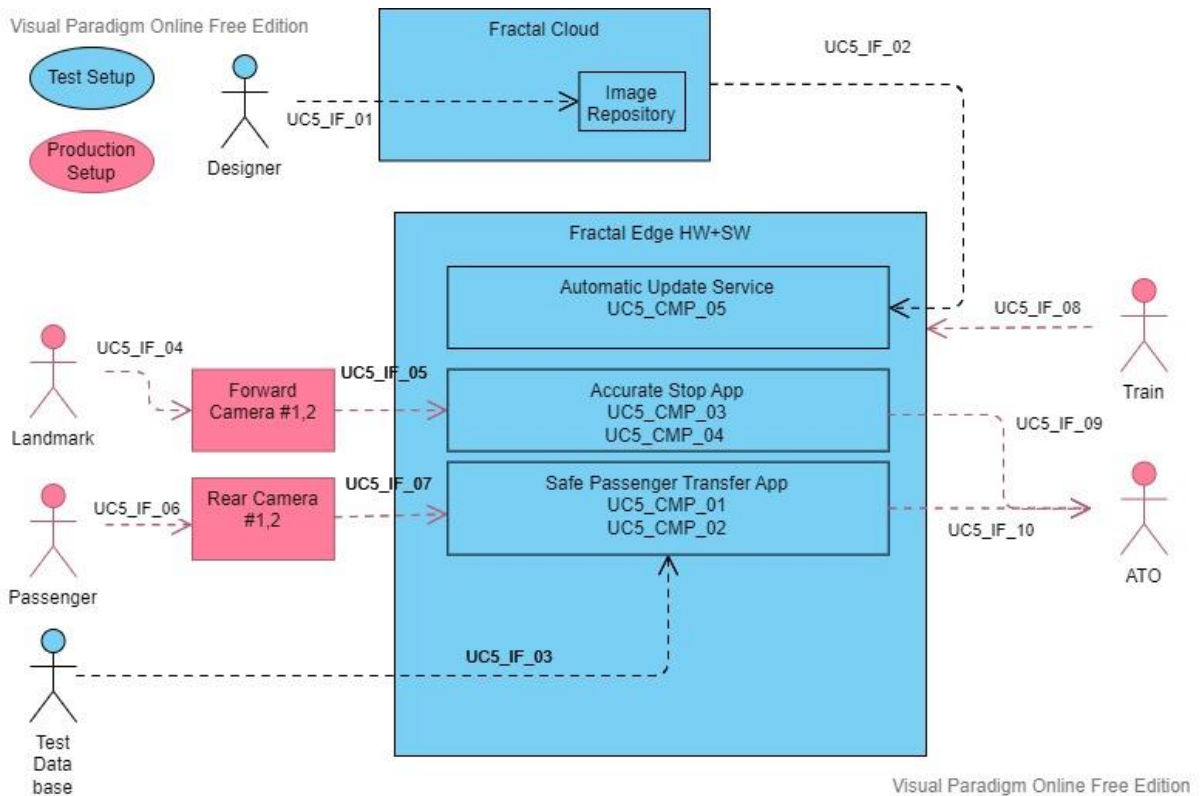 Visual Paradigm Online Free Edition
Test Setup
Production
Setup
Designer
UC5_IF_01
Fractal Cloud
Image
Repository
UC5_IF_02
Fractal Edge HW+SW
Automatic Update Service
UC5_CMP_05
UC5_IF_08
Train
UC5_IF_04
Landmark
Forward
Camera #1,2
UC5_IF_05
Accurate Stop App
UC5_CMP_03
UC5_CMP_04
UC5_IF_09
UC5_IF_06
Passenger
Rear Camera
#1,2
UC5_IF_07
Safe Passenger Transfer App
UC5_CMP_01
UC5_CMP_02
UC5_IF_10
ATO
UC5_IF_03
Test
Data
base
Visual Paradigm Online Free Edition